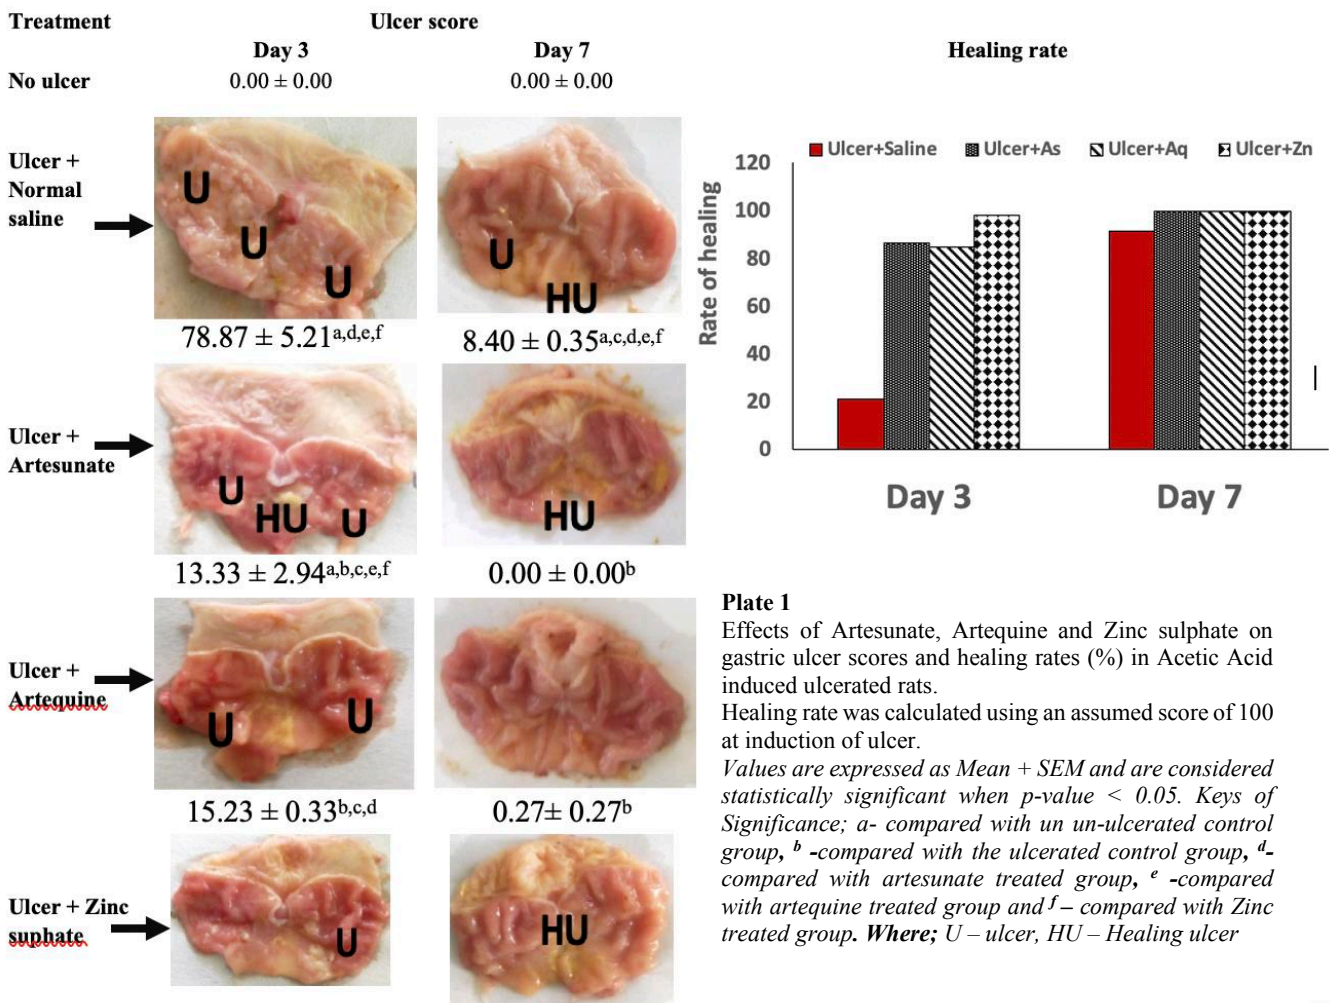 Treatment Ulcer score
Day 3 Day 7
No ulcer 0.00 ± 0.00 0.00 ± 0.00
Ulcer +
Normal
saline
U
U
U
U
HU
78.87 ± 5.21a,d,e,f 8.40 ± 0.35a,c,d,e,f
Ulcer +
Artesunate
U
HU
U
HU
13.33 ± 2.94a,b,c,e,f 0.00 ± 0.00b
Ulcer +
Artequine
U
U
15.23 ± 0.33b,c,d 0.27± 0.27b
Ulcer + Zinc
suphate
U
HU
Healing rate
Ulcer+Saline Ulcer+As Ulcer+Aq Ulcer+Zn
Rate of healing
120
100
80
60
40
20
0
Day 3 Day 7
Plate 1
Effects of Artesunate, Artequine and Zinc sulphate on
gastric ulcer scores and healing rates (%) in Acetic Acid
induced ulcerated rats.
Healing rate was calculated using an assumed score of 100
at induction of ulcer.
Values are expressed as Mean + SEM and are considered
statistically significant when p-value < 0.05. Keys of
Significance; a- compared with un un-ulcerated control
group, b -compared with the ulcerated control group, d-
compared with artesunate treated group, e -compared
with artequine treated group and f – compared with Zinc
treated group. Where; U – ulcer, HU – Healing ulcer